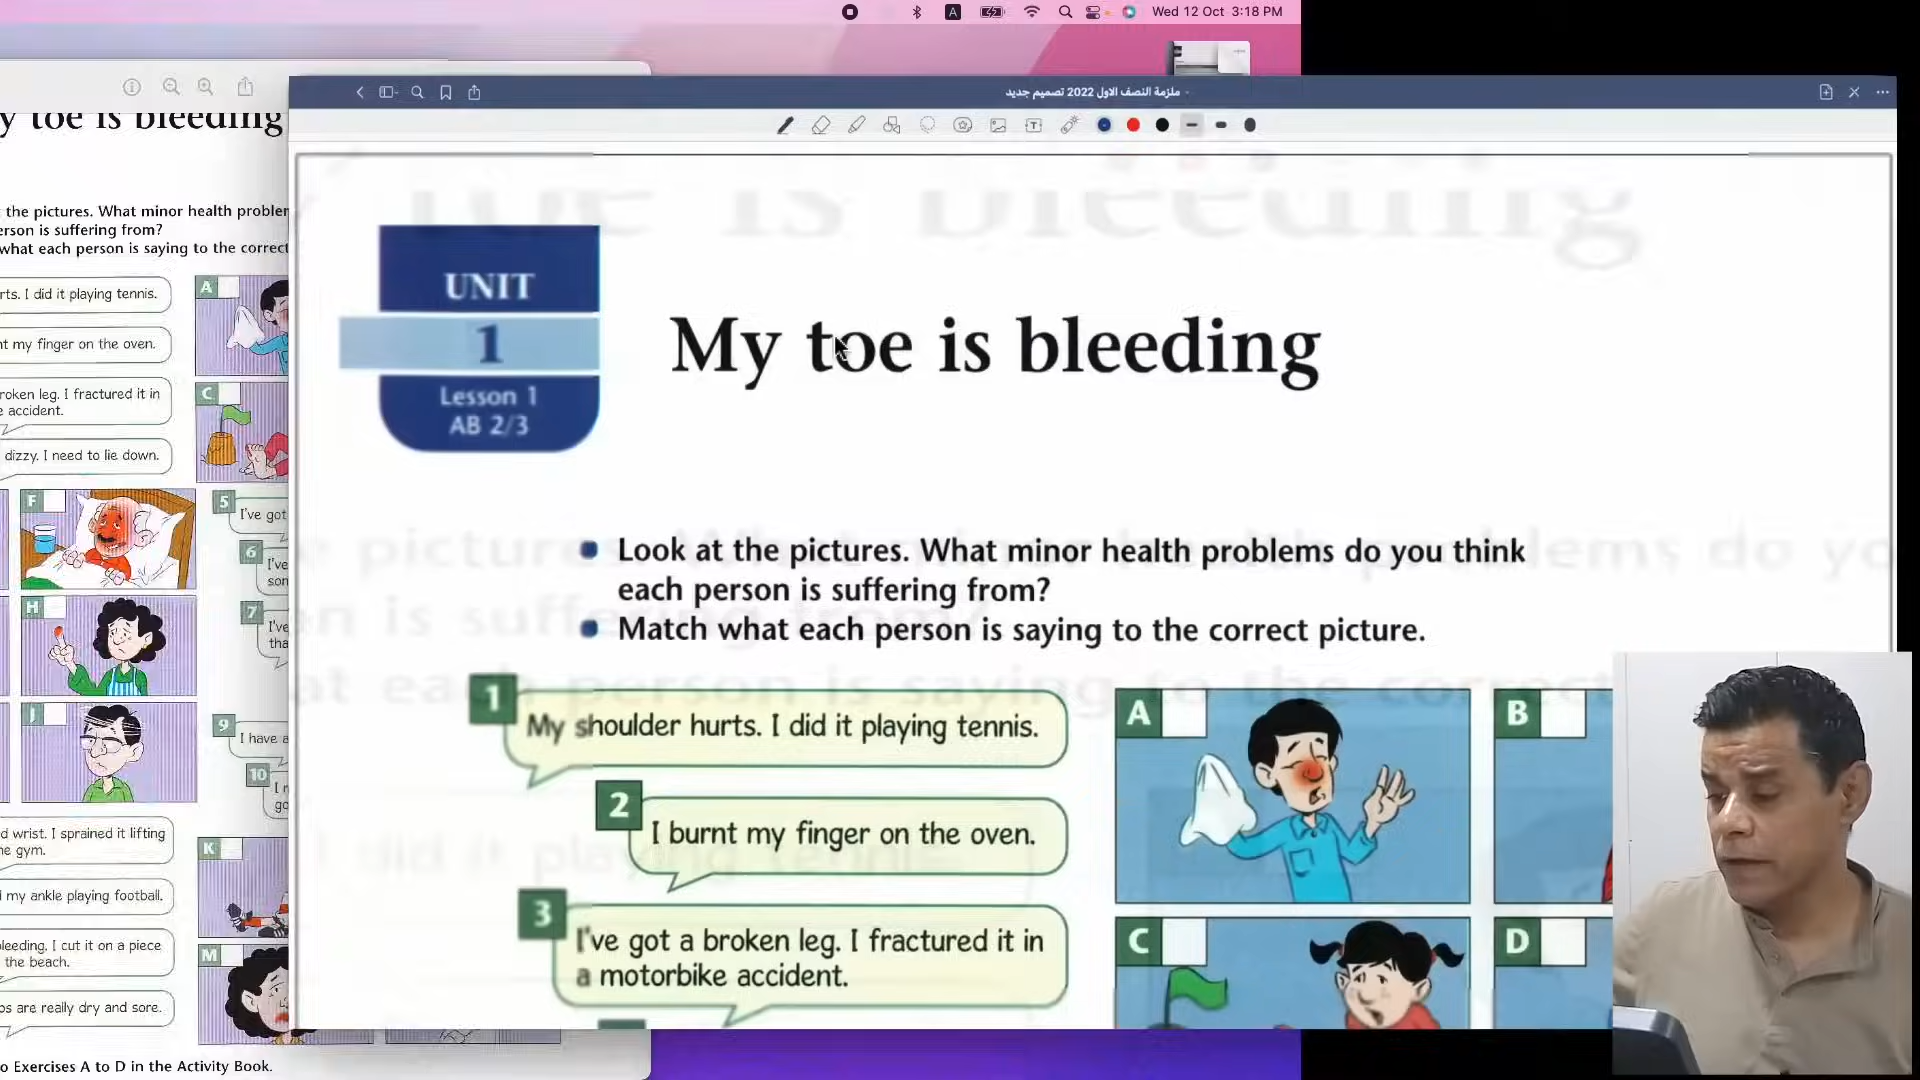 Wed 12 Oct 3:18 PM
ملزمة النصف الاول 2022 تصميم جديد
y toe is bleeding
the pictures. What minor health probler
erson is suffering from?
what each person is saying to the correct
rts. I did it playing tennis.
nt my finger on the oven.
roken leg. I fractured it in
e accident.
dizzy. I need to lie down.
A
C
F
5
I've got
6
I've
son
H
7
I've
tha
J
9
I have a
10
d wrist. I sprained it lifting
he gym.
K
l my ankle playing football.
leeding. I cut it on a piece
the beach.
M
ps are really dry and sore.
o Exercises A to D in the Activity Book.
UNIT
1
Lesson 1
AB 2/3
My toe is bleeding
Look at the pictures. What minor health problems do you think
each person is suffering from?
Match what each person is saying to the correct picture.
1
My shoulder hurts. I did it playing tennis.
2
I burnt my finger on the oven.
3
I've got a broken leg. I fractured it in
a motorbike accident.
A
B
C
D